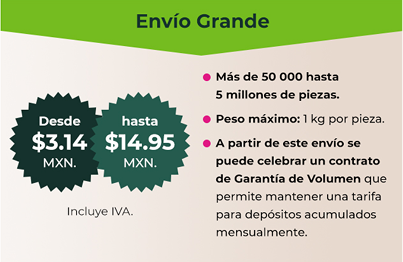 Envío Grande
Desde
$3.14
MXN.
hasta
$14.95
MXN.
Incluye IVA.
Más de 50 000 hasta
5 millones de piezas.
Peso máximo: 1 kg por pieza.
A partir de este envío se
puede celebrar un contrato
de Garantía de Volumen que
permite mantener una tarifa
para depósitos acumulados
mensualmente.